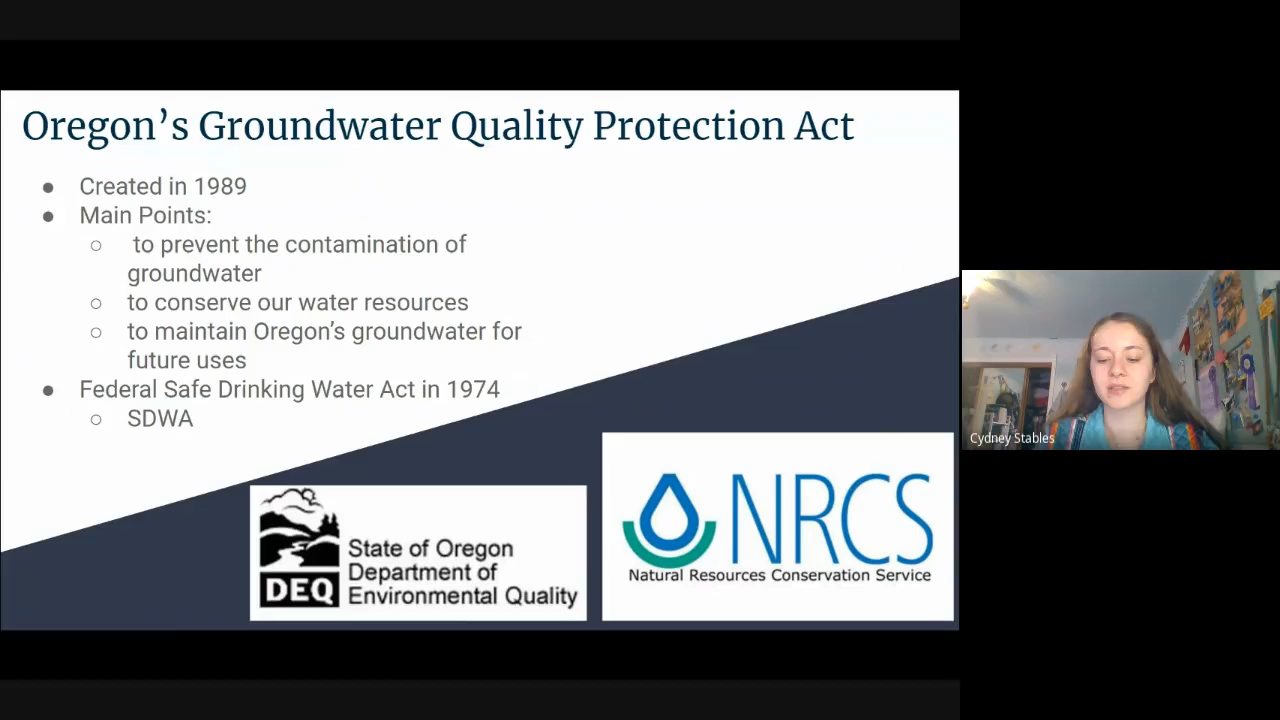 Oregon’s Groundwater Quality Protection Act
● Created in 1989
● Main Points:
○ to prevent the contamination of
groundwater
○ to conserve our water resources
○ to maintain Oregon’s groundwater for
future uses
● Federal Safe Drinking Water Act in 1974
○ SDWA
DEQ
State of Oregon
Department of
Environmental Quality
NRCS
Natural Resources Conservation Service
Cydney Stables